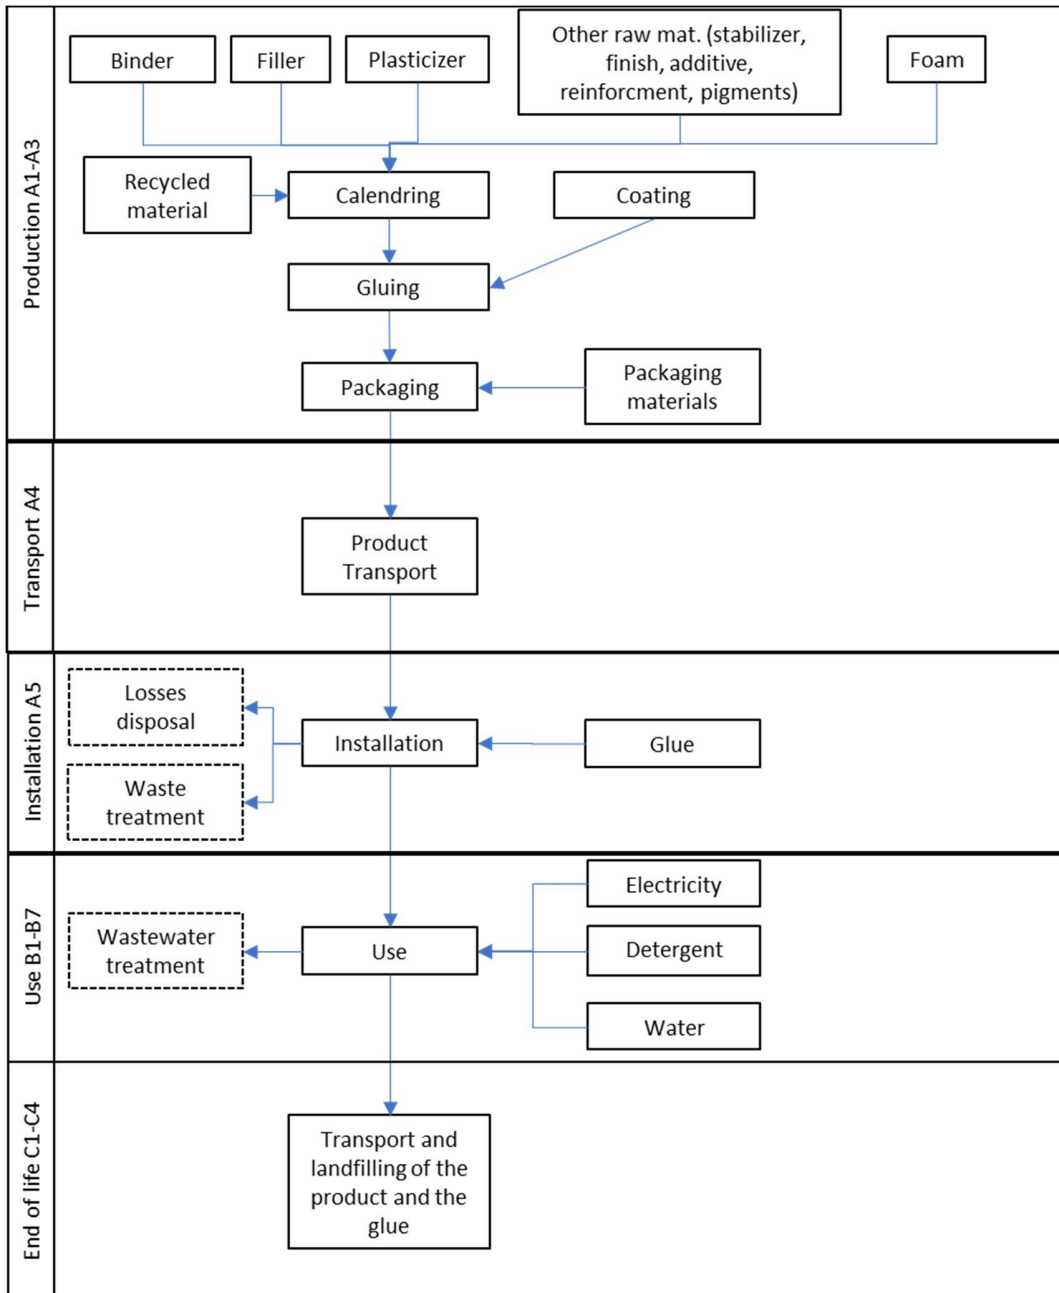 Production A1-A3
Binder
Filler
Plasticizer
Other raw mat. (stabilizer,
finish, additive,
reinforcment, pigments)
Foam
Recycled
material
Calendring
Coating
Gluing
Packaging
Packaging
materials
Transport A4
Product
Transport
Installation A5
Losses
disposal
Installation
Glue
Waste
treatment
Use B1-B7
Electricity
Wastewater
treatment
Use
Detergent
Water
End of life C1-C4
Transport and
landfilling of the
product and the
glue